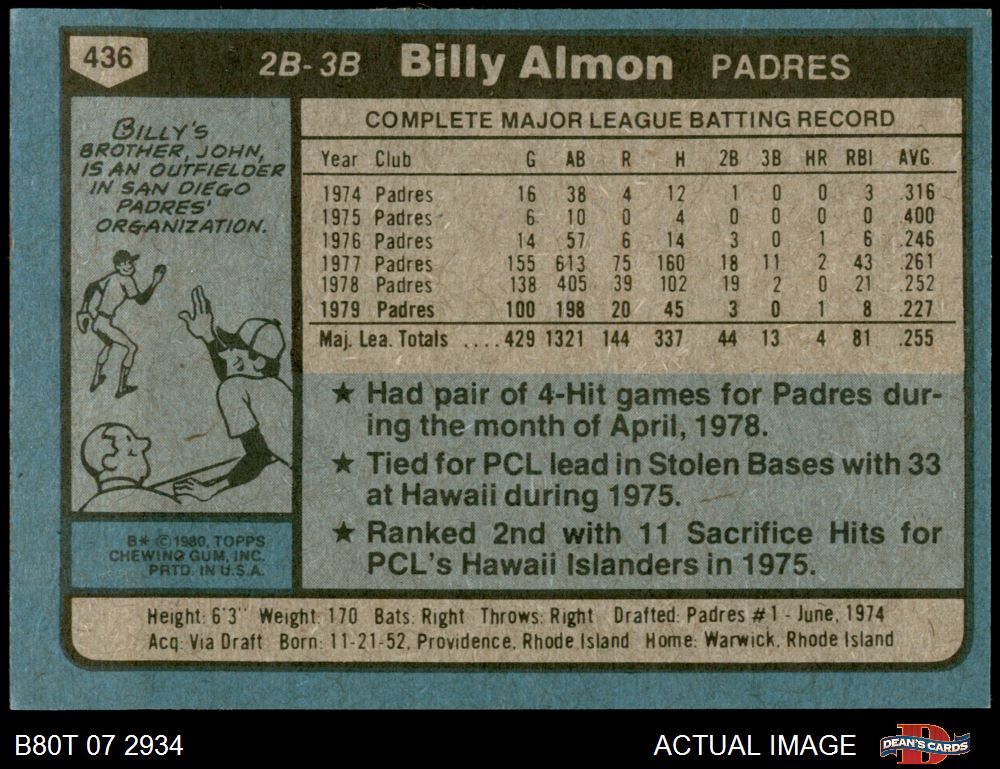 436 2B-3B Billy Almon PADRES
BILLY'S
BROTHER, JOHN,
IS AN OUTFIELDER
IN SAN DIEGO
PADRES'
ORGANIZATION.
B* ©1980, TOPPS
CHEWING GUM, INC.
PRTD. IN U.S.A.
COMPLETE MAJOR LEAGUE BATTING RECORD
Year Club G AB R H 2B 3B HR RBI AVG.
1974 Padres 16 38 4 12 1 0 0 3 .316
1975 Padres 6 10 0 4 0 0 0 0 .400
1976 Padres 14 57 6 14 3 0 1 6 .246
1977 Padres 155 613 75 160 18 11 2 43 .261
1978 Padres 138 405 39 102 19 2 0 21 .252
1979 Padres 100 198 20 45 3 0 1 8 .227
Maj. Lea. Totals ....429 1321 144 337 44 13 4 81 .255
★ Had pair of 4-Hit games for Padres dur-
ing the month of April, 1978.
★ Tied for PCL lead in Stolen Bases with 33
at Hawaii during 1975.
★ Ranked 2nd with 11 Sacrifice Hits for
PCL's Hawaii Islanders in 1975.
Height: 6'3" Weight: 170 Bats: Right Throws: Right Drafted: Padres #1 - June, 1974
Acq: Via Draft Born: 11-21-52, Providence, Rhode Island Home: Warwick, Rhode Island
B80T 07 2934 ACTUAL IMAGE DEAN'S CARDS